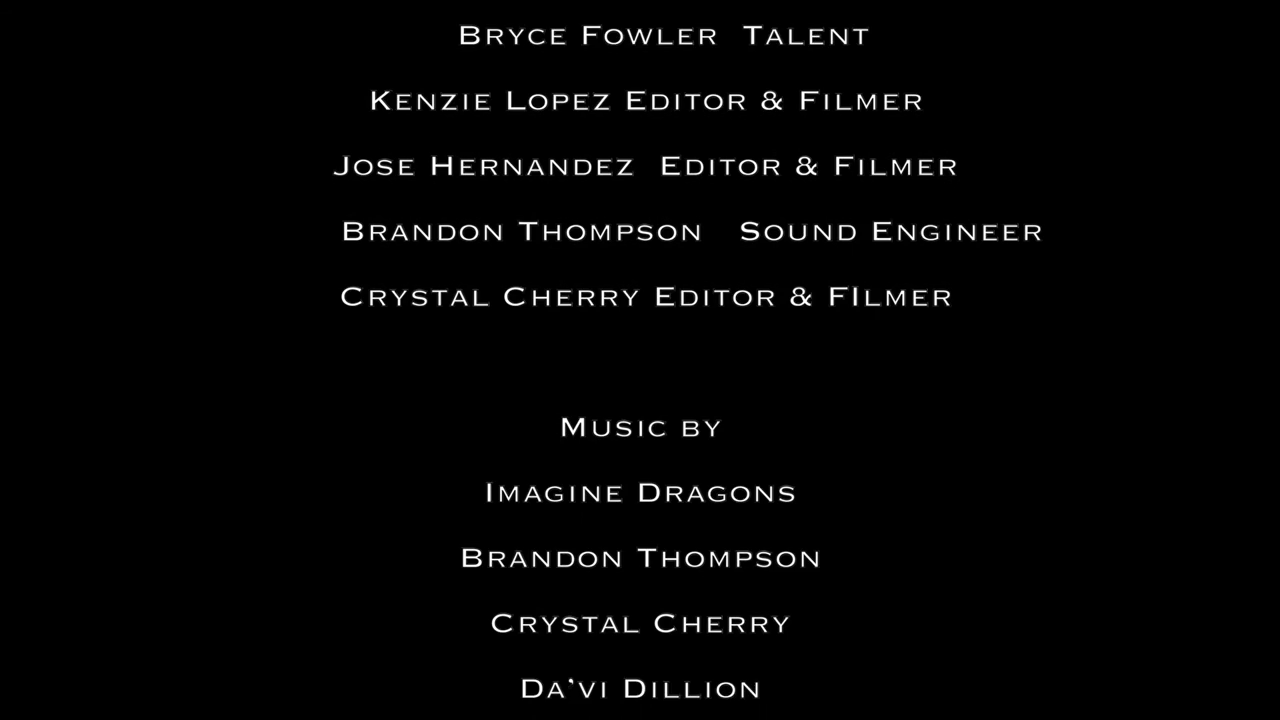 Bryce Fowler  Talent
Kenzie Lopez Editor & Filmer
Jose Hernandez  Editor & Filmer
Brandon Thompson   Sound Engineer
Crystal Cherry Editor & FIlmer
Music by
Imagine Dragons
Brandon Thompson
Crystal Cherry
Da'vi Dillion